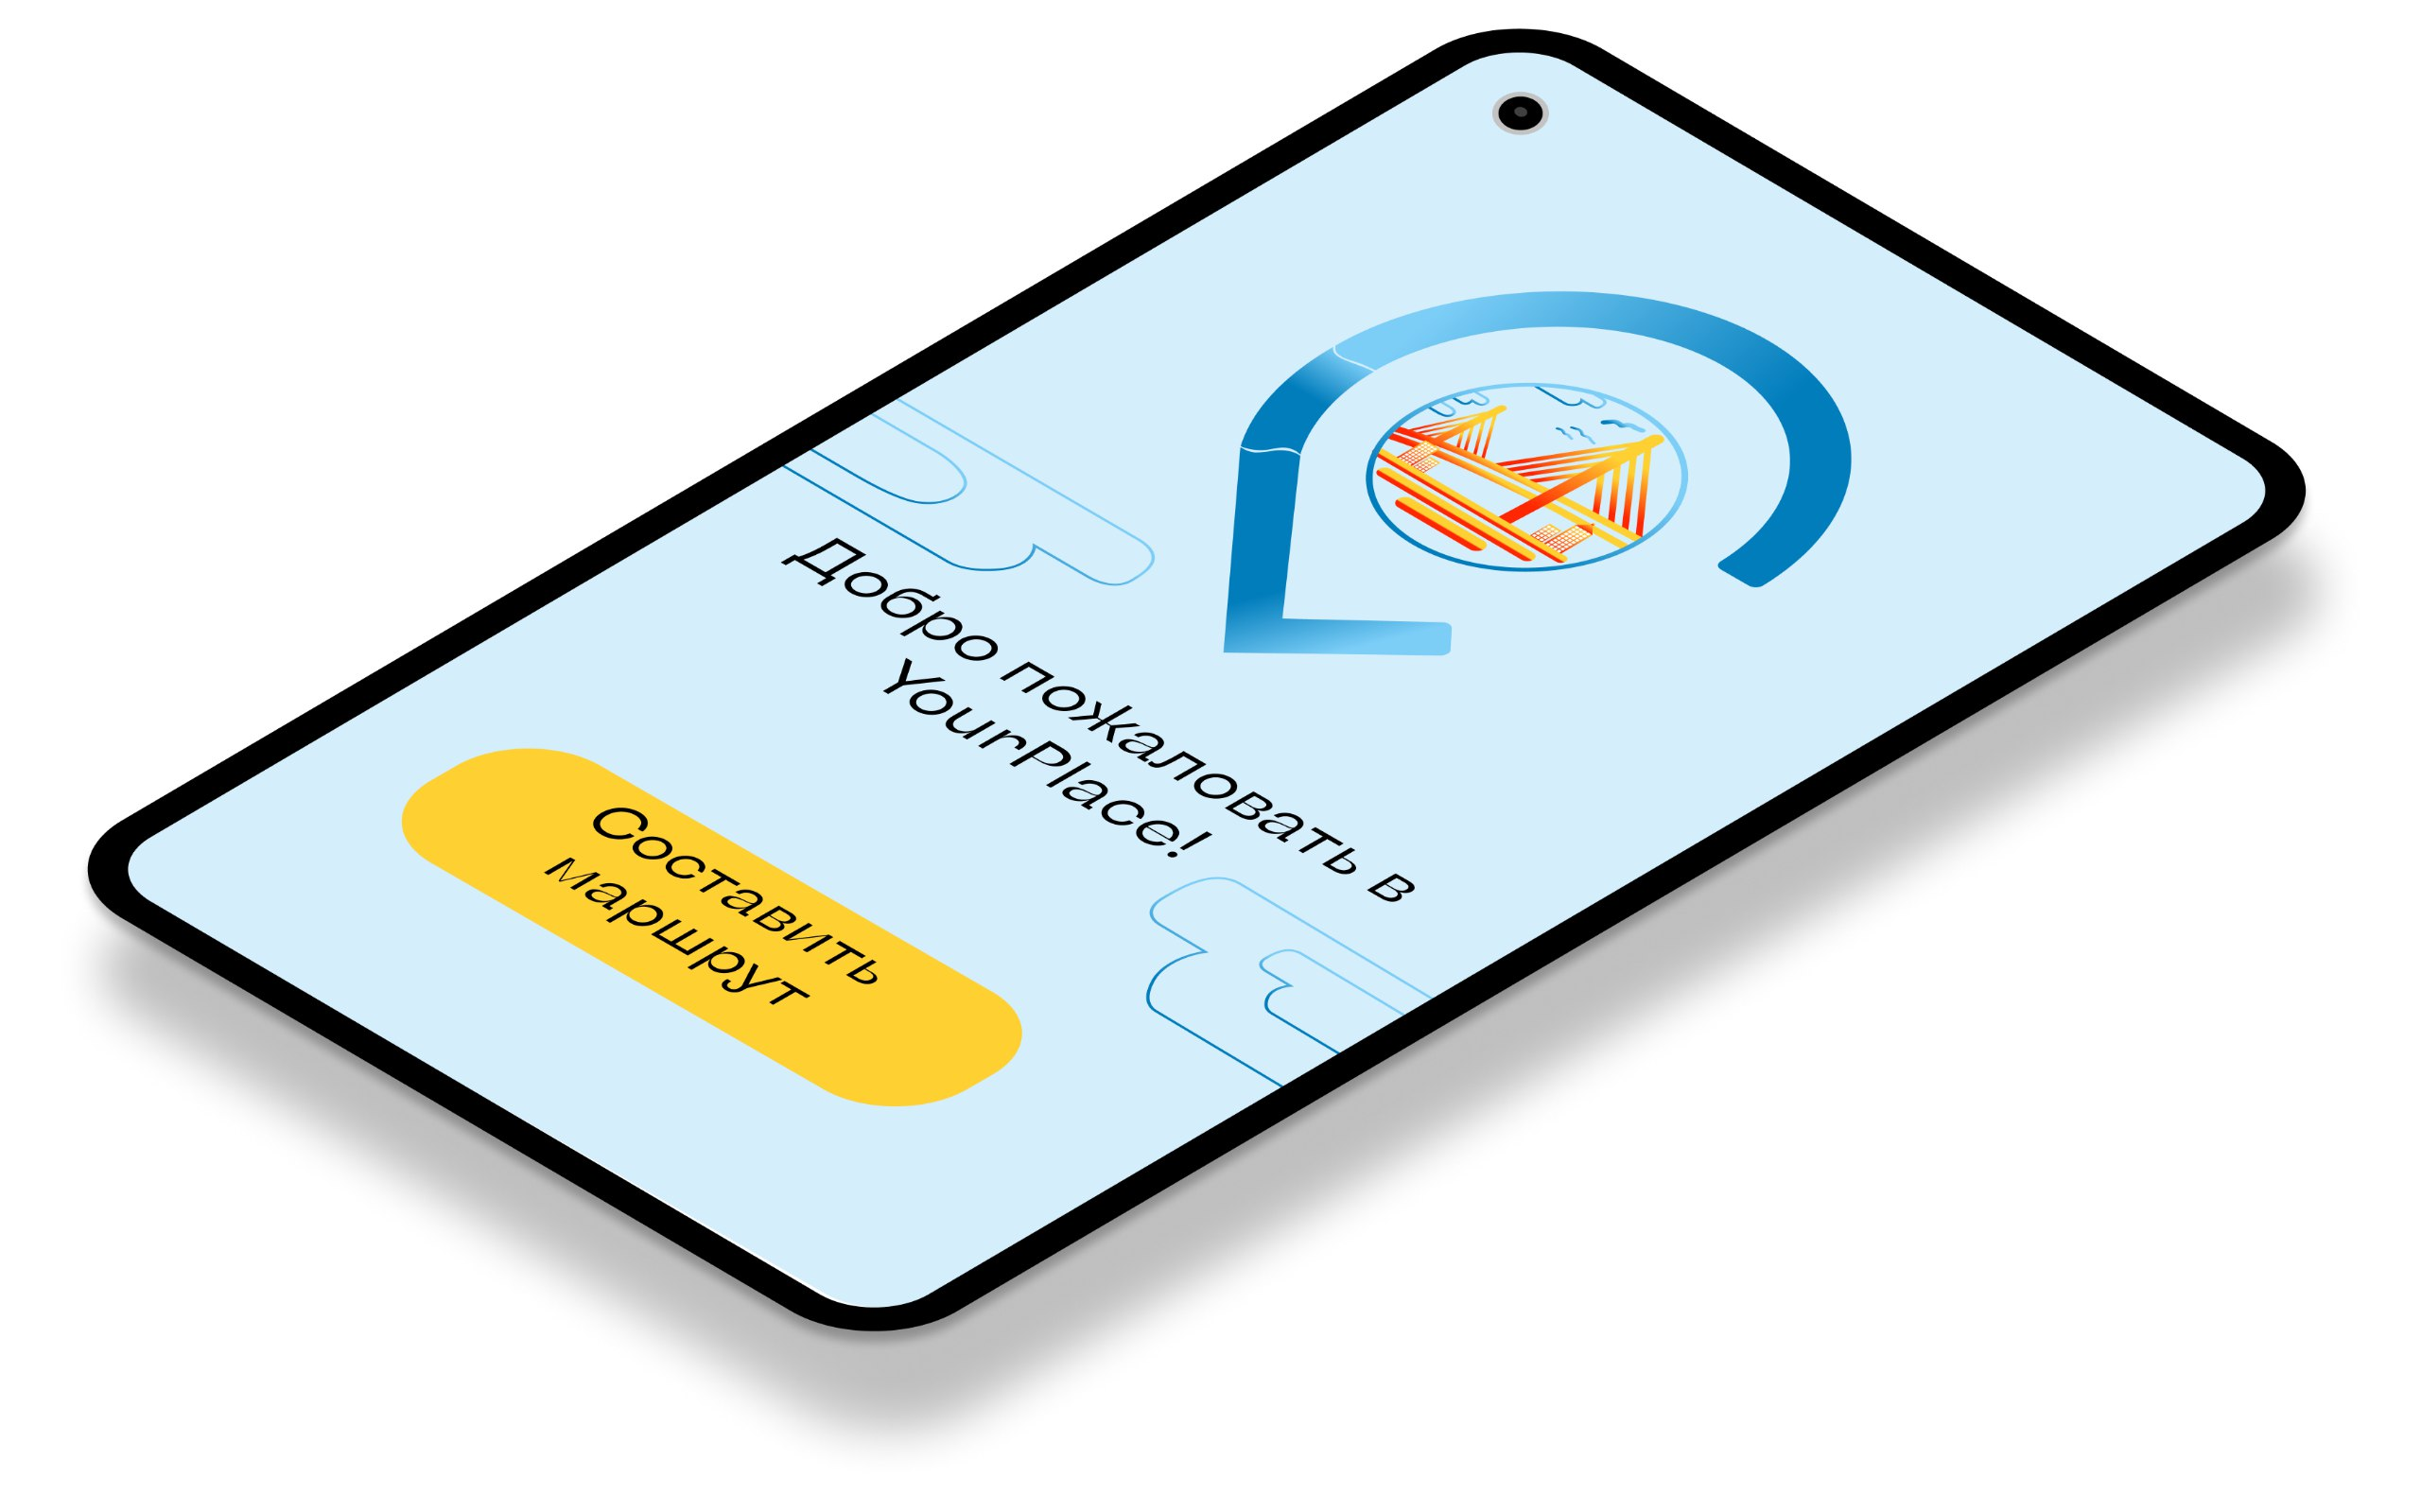 Добро пожаловать в
YourPlace!
Составить
маршрут